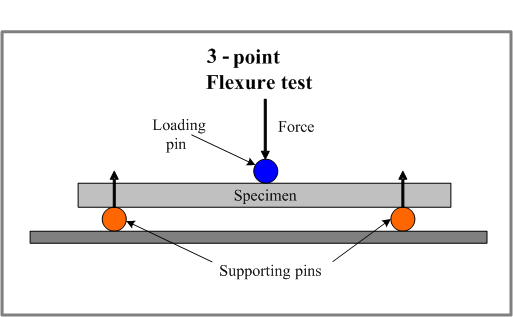 3 - point
Flexure test
Loading
pin
Force
Specimen
Supporting pins